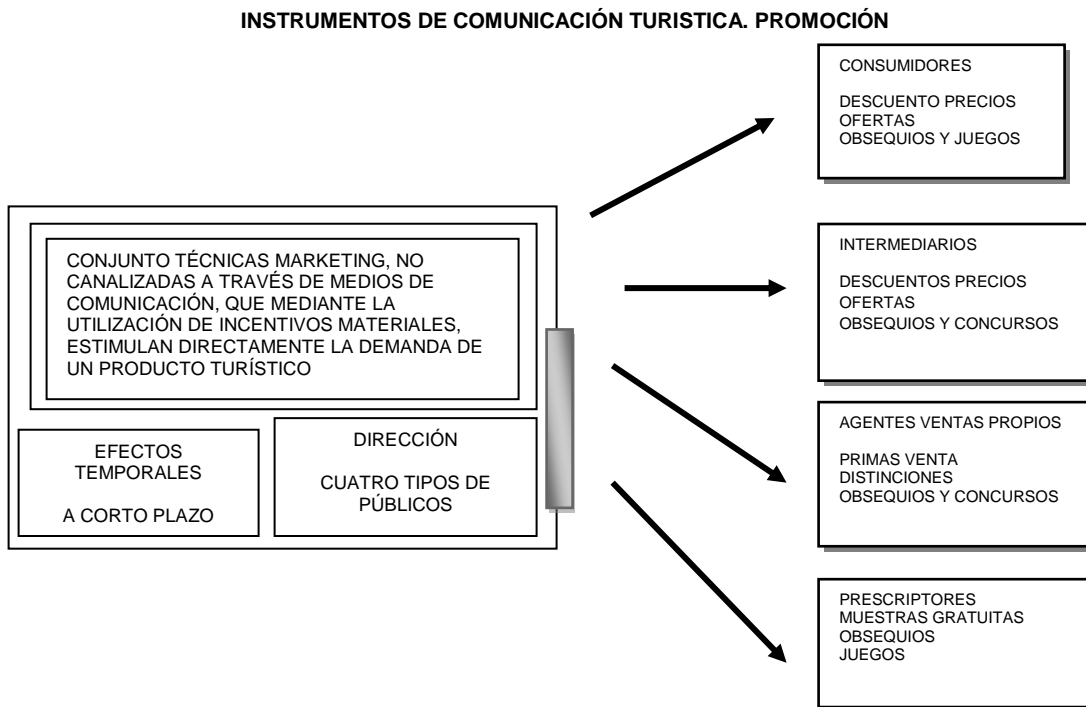 INSTRUMENTOS DE COMUNICACIÓN TURISTICA. PROMOCIÓN
CONJUNTO TÉCNICAS MARKETING, NO
CANALIZADAS A TRAVÉS DE MEDIOS DE
COMUNICACIÓN, QUE MEDIANTE LA
UTILIZACIÓN DE INCENTIVOS MATERIALES,
ESTIMULAN DIRECTAMENTE LA DEMANDA DE
UN PRODUCTO TURÍSTICO
EFECTOS
TEMPORALES
A CORTO PLAZO
DIRECCIÓN
CUATRO TIPOS DE
PÚBLICOS
CONSUMIDORES
DESCUENTO PRECIOS
OFERTAS
OBSEQUIOS Y JUEGOS
INTERMEDIARIOS
DESCUENTOS PRECIOS
OFERTAS
OBSEQUIOS Y CONCURSOS
AGENTES VENTAS PROPIOS
PRIMAS VENTA
DISTINCIONES
OBSEQUIOS Y CONCURSOS
PRESCRIPTORES
MUESTRAS GRATUITAS
OBSEQUIOS
JUEGOS